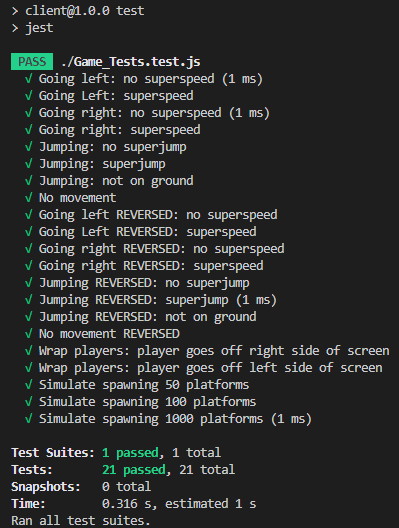 > client@1.0.0 test
> jest
PASS ./Game_Tests.test.js
√ Going left: no superspeed (1 ms)
√ Going Left: superspeed
√ Going right: no superspeed (1 ms)
√ Going right: superspeed
√ Jumping: no superjump
√ Jumping: superjump
√ Jumping: not on ground
√ No movement
√ Going left REVERSED: no superspeed
√ Going Left REVERSED: superspeed
√ Going right REVERSED: no superspeed
√ Going right REVERSED: superspeed
√ Jumping REVERSED: no superjump
√ Jumping REVERSED: superjump (1 ms)
√ Jumping REVERSED: not on ground
√ No movement REVERSED
√ Wrap players: player goes off right side of screen
√ Wrap players: player goes off left side of screen
√ Simulate spawning 50 platforms
√ Simulate spawning 100 platforms
√ Simulate spawning 1000 platforms (1 ms)
Test Suites: 1 passed, 1 total
Tests: 21 passed, 21 total
Snapshots: 0 total
Time: 0.316 s, estimated 1 s
Ran all test suites.